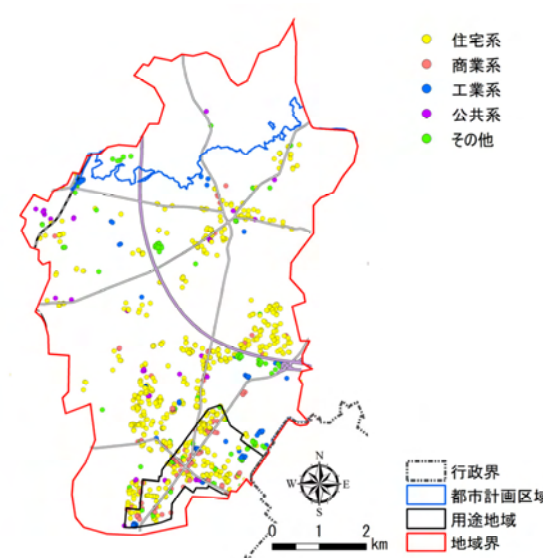 住宅系
商業系
工業系
公共系
その他
N
W E
S
0 1 2
km
行政界
都市計画区域
用途地域
地域界